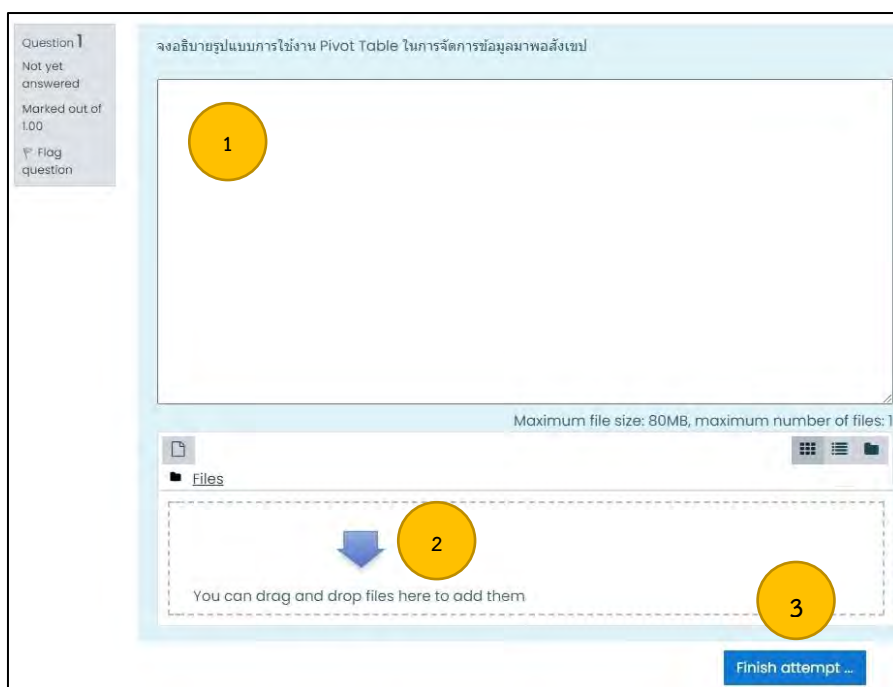 Question 1
Not yet
answered
Marked out of
1.00
Flag
question
จงอธิบายรูปแบบการใช้งาน Pivot Table ในการจัดการข้อมูลมาพอสังเขป
1
Maximum file size: 80MB, maximum number of files: 1
Files
2
You can drag and drop files here to add them
3
Finish attempt ...